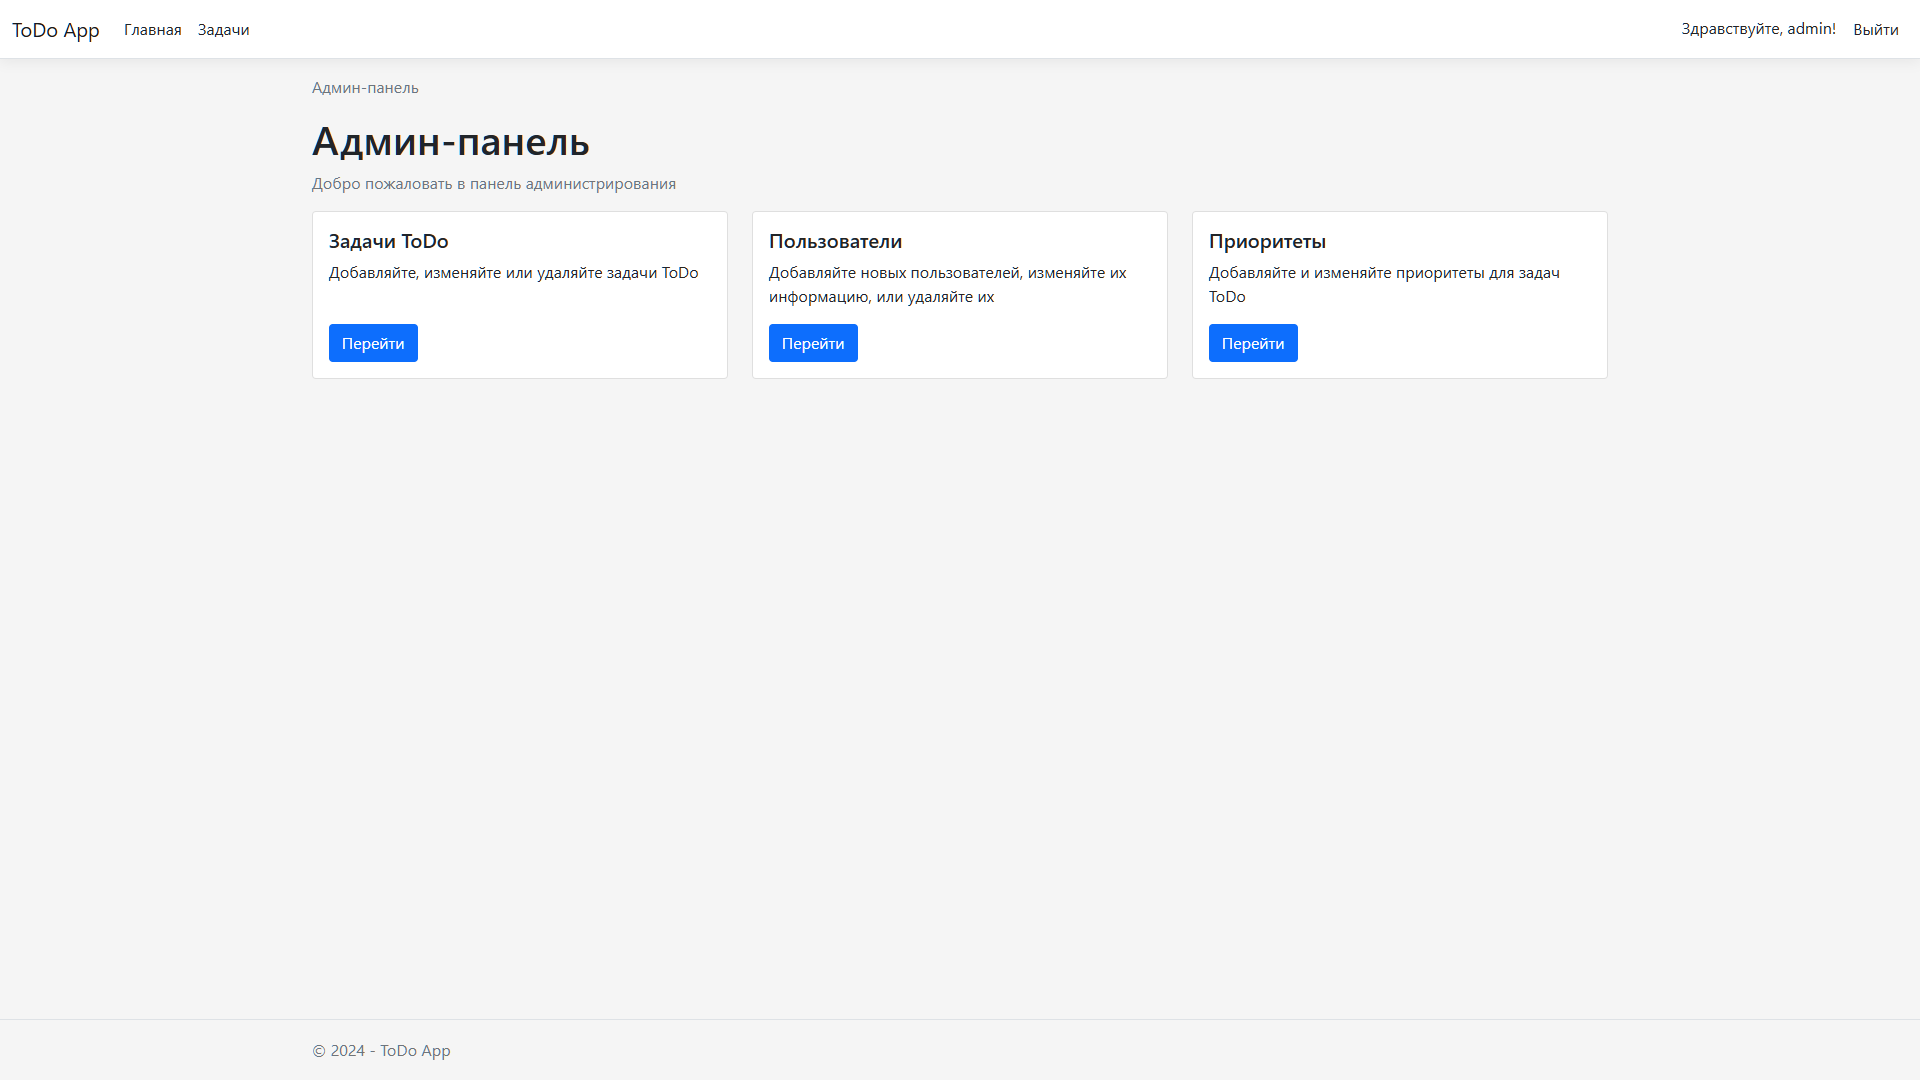 ToDo App Главная Задачи Здравствуйте, admin! Выйти
Админ-панель
Админ-панель
Добро пожаловать в панель администрирования
Задачи ToDo
Добавляйте, изменяйте или удаляйте задачи ToDo
Перейти
Пользователи
Добавляйте новых пользователей, изменяйте их
информацию, или удаляйте их
Перейти
Приоритеты
Добавляйте и изменяйте приоритеты для задач
ToDo
Перейти
© 2024 - ToDo App